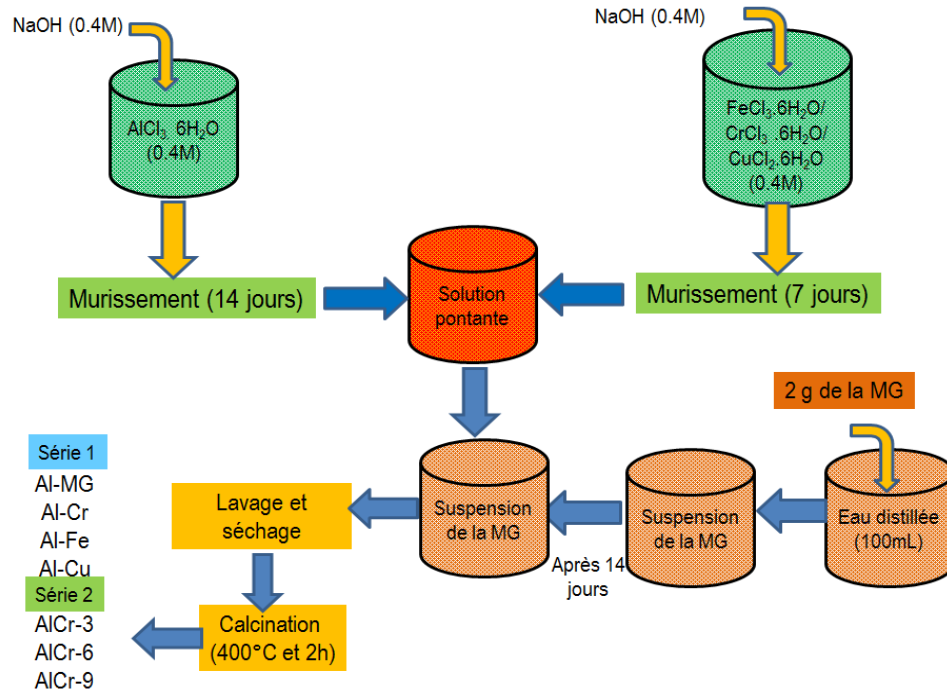 NaOH (0.4M)
NaOH (0.4M)
AlCl₃. 6H₂O
(0.4M)
FeCl₃.6H₂O/
CrCl₃ .6H₂O/
CuCl₂.6H₂O
(0.4M)
Murissement (14 jours)
Solution
pontante
Murissement (7 jours)
2 g de la MG
Série 1
Al-MG
Al-Cr
Al-Fe
Al-Cu
Série 2
AlCr-3
AlCr-6
AlCr-9
Lavage et
séchage
Calcination
(400°C et 2h)
Suspension
de la MG
Après 14
jours
Suspension
de la MG
Eau distillée
(100mL)